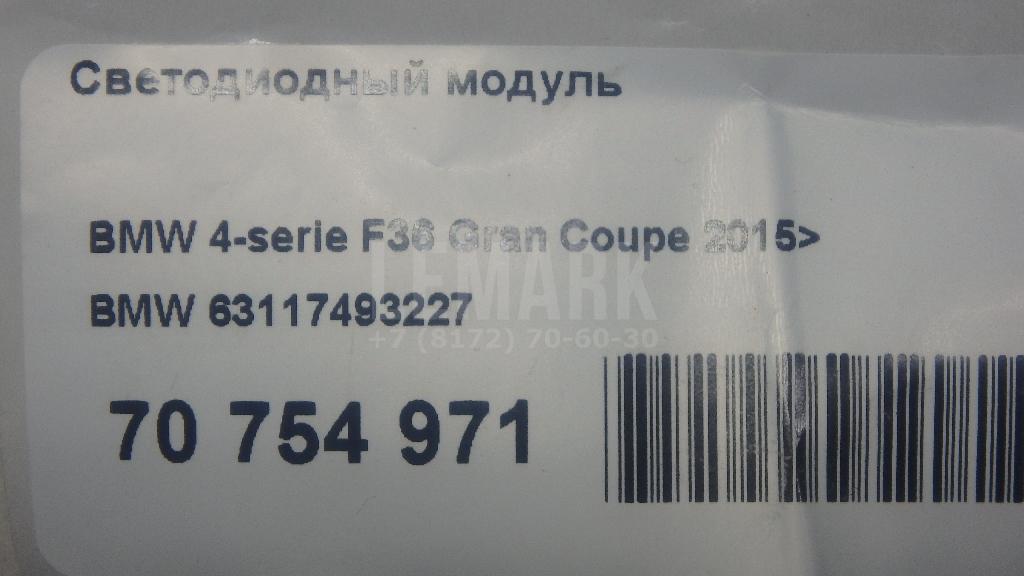 Светодиодный модуль
BMW 4-serie F36 Gran Coupe 2015>
LEMARK
BMW 63117493227
+7 (8172) 70-60-30
70 754 971